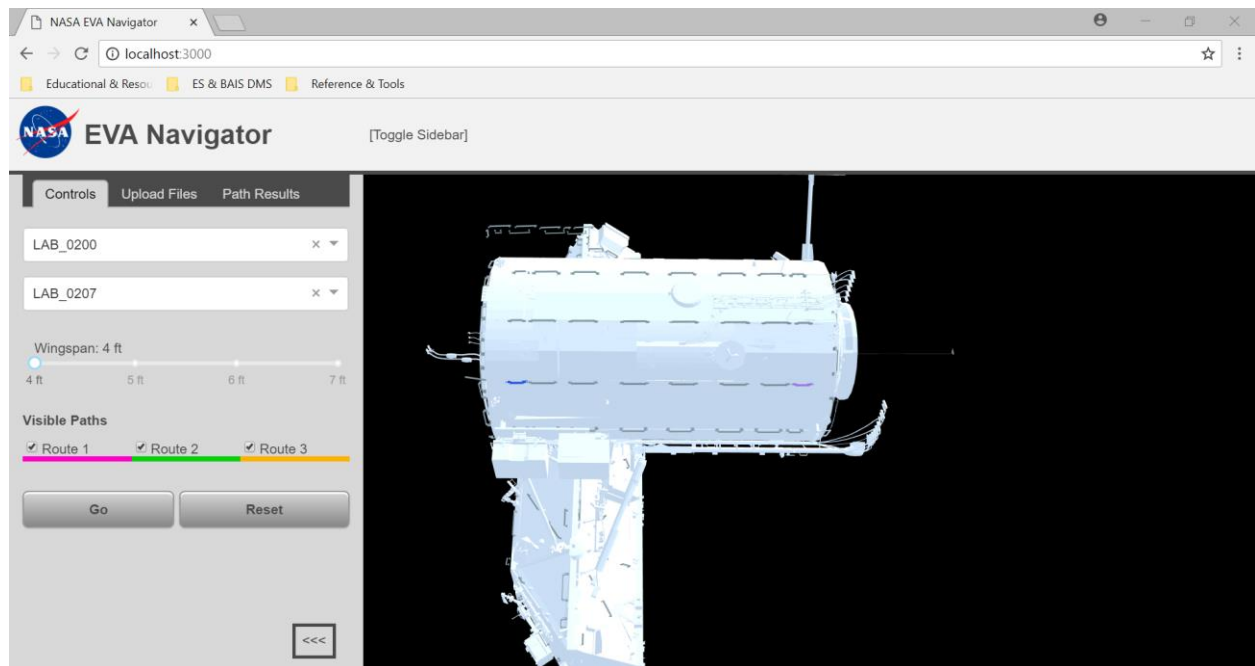 NASA EVA Navigator
localhost:3000
Educational & Resou ES & BAIS DMS Reference & Tools
NASA EVA Navigator [Toggle Sidebar]
Controls Upload Files Path Results
LAB_0200
LAB_0207
Wingspan: 4 ft
4 ft 5 ft 6 ft 7 ft
Visible Paths
Route 1 Route 2 Route 3
Go Reset
<<<